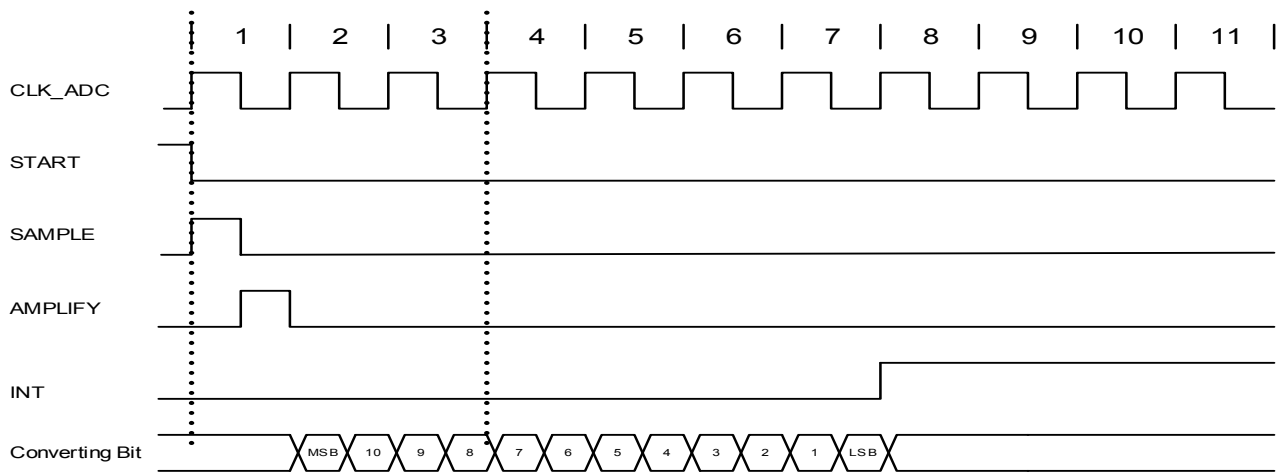 1 2 3 4 5 6 7 8 9 10 11
CLK_ADC
START
SAMPLE
AMPLIFY
INT
Converting Bit MSB 10 9 8 7 6 5 4 3 2 1 LSB